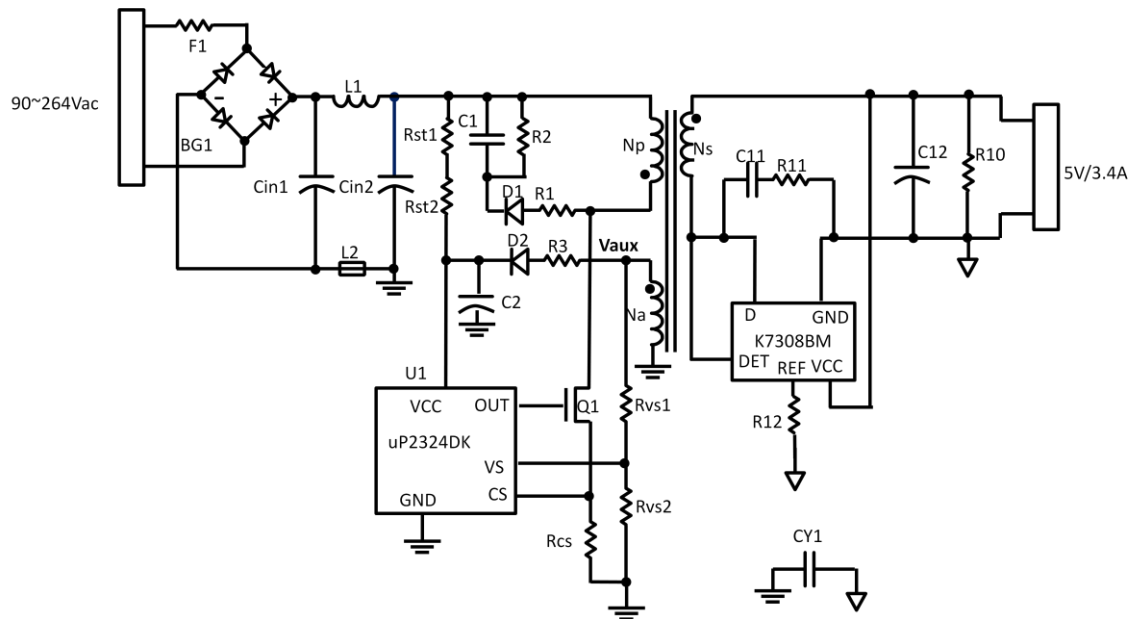 F1
90~264Vac
BG1
-
+
L1
Cin1
Cin2
L2
Rst1
Rst2
C1
R2
D1
R1
D2
R3
Vaux
C2
Np
Ns
Na
C11
R11
C12
R10
5V/3.4A
D
GND
K7308BM
DET
REF
VCC
R12
U1
VCC
OUT
uP2324DK
VS
CS
GND
Q1
Rvs1
Rvs2
Rcs
CY1